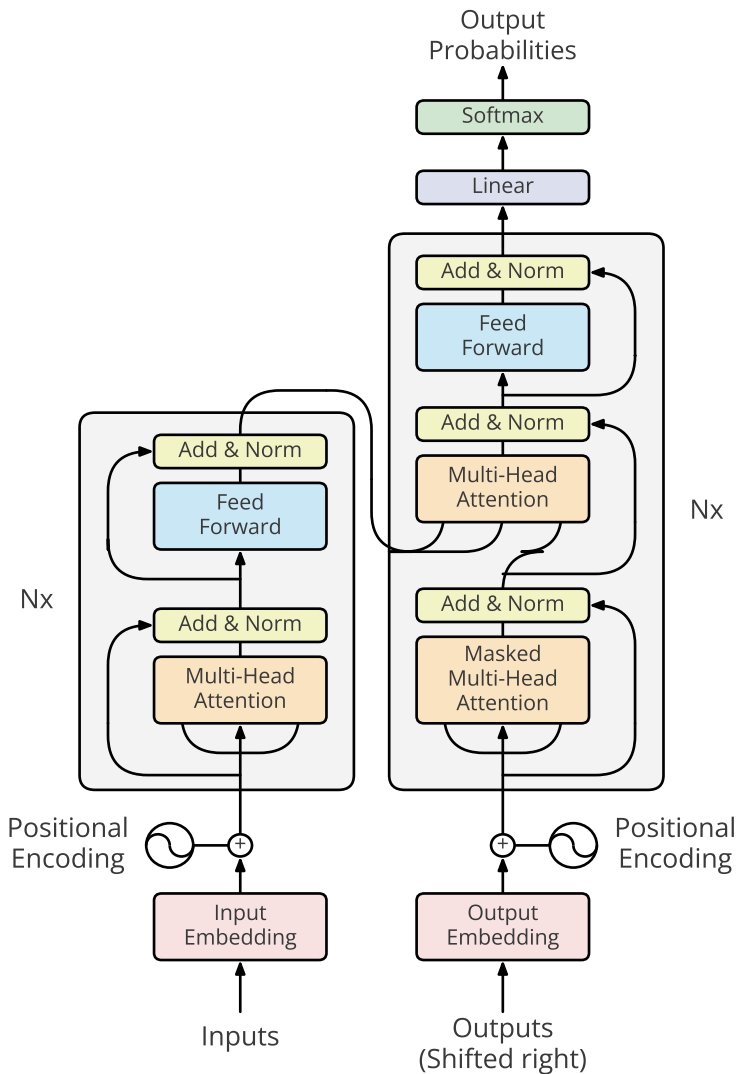 Output
Probabilities
Softmax
Linear
Add & Norm
Feed
Forward
Add & Norm
Multi-Head
Attention
Nx
Add & Norm
Masked
Multi-Head
Attention
Add & Norm
Feed
Forward
Nx
Add & Norm
Multi-Head
Attention
Positional
Encoding
+
+
Positional
Encoding
Input
Embedding
Output
Embedding
Inputs
Outputs
(Shifted right)